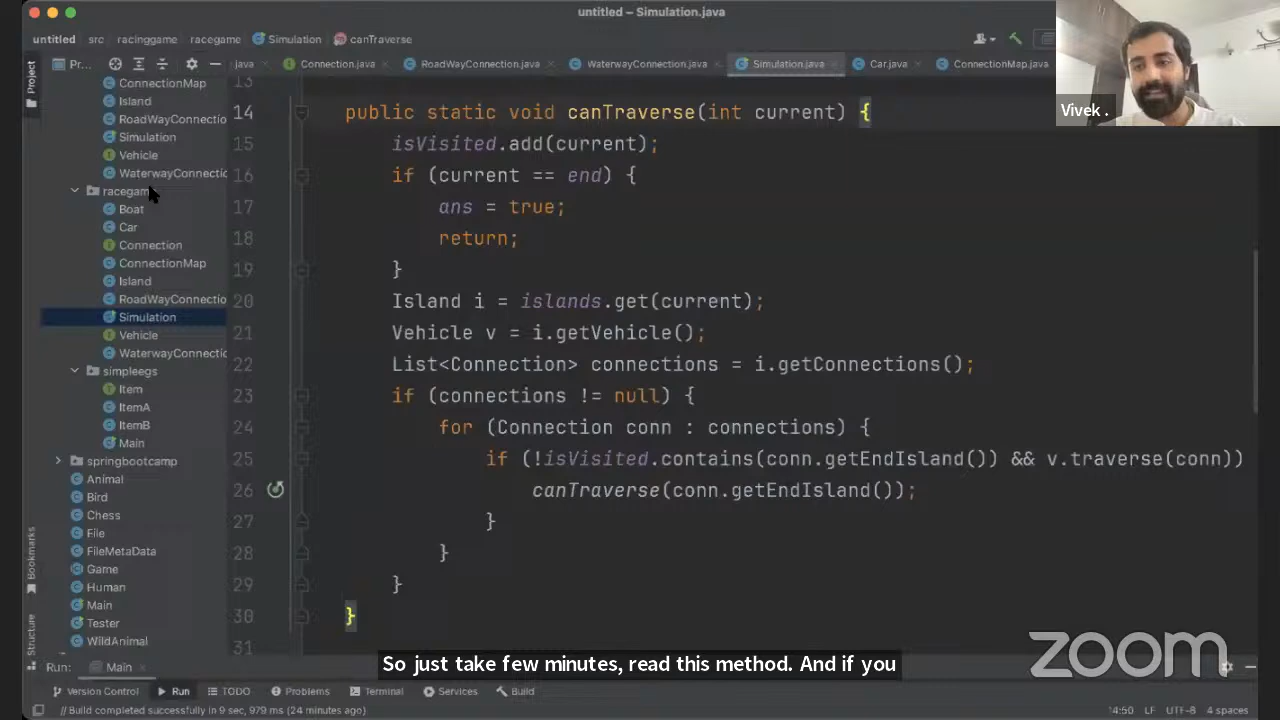 untitled – Simulation.java
untitled src racinggame racegame Simulation canTraverse
Project
Pr...
java
Connection.java
RoadWayConnection.java
WaterwayConnection.java
Simulation.java
Car.java
ConnectionMap.java
Vivek .
ConnectionMap
Island
RoadWayConnectio
Simulation
Vehicle
WaterwayConnectic
racegam
Boat
Car
Connection
ConnectionMap
Island
RoadWayConnectio
Simulation
Vehicle
WaterwayConnectic
simpleegs
Item
ItemA
ItemB
Main
springbootcamp
Animal
Bird
Chess
File
FileMetaData
Game
Human
Main
Tester
WildAnimal
Bookmarks
Structure
13
14 public static void canTraverse(int current) {
15 isVisited.add(current);
16 if (current == end) {
17 ans = true;
18 return;
19 }
20 Island i = islands.get(current);
21 Vehicle v = i.getVehicle();
22 List<Connection> connections = i.getConnections();
23 if (connections != null) {
24 for (Connection conn : connections) {
25 if (!isVisited.contains(conn.getEndIsland()) && v.traverse(conn))
26 canTraverse(conn.getEndIsland());
27 }
28 }
29 }
30 }
31
So just take few minutes, read this method. And if you
zoom
Run: Main
Version Control Run TODO Problems Terminal Services Build
// Build completed successfully in 9 sec, 979 ms (24 minutes ago)
14:50 LF UTF-8 4 spaces